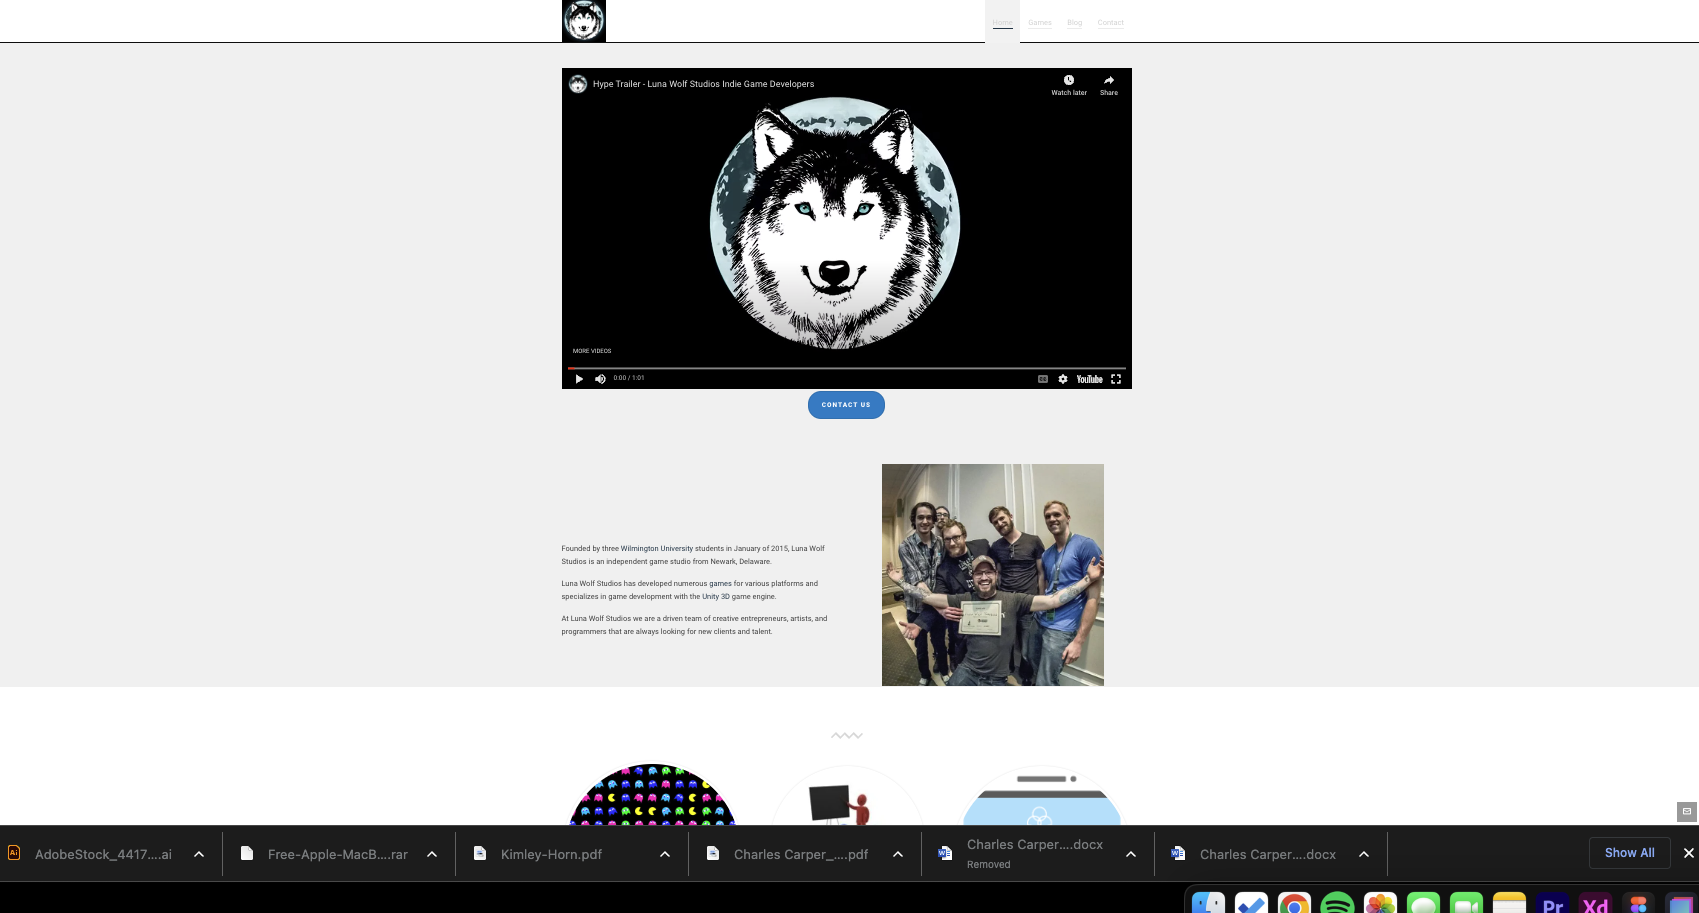 Home Games Blog Contact
Hype Trailer - Luna Wolf Studios Indie Game Developers
Watch later Share
MORE VIDEOS
0:00 / 1:01
CC YouTube
CONTACT US
Founded by three Wilmington University students in January of 2015, Luna Wolf
Studios is an independent game studio from Newark, Delaware.
Luna Wolf Studios has developed numerous games for various platforms and
specializes in game development with the Unity 3D game engine.
At Luna Wolf Studios we are a driven team of creative entrepreneurs, artists, and
programmers that are always looking for new clients and talent.
Ai AdobeStock_4417....ai
Free-Apple-MacB....rar
Kimley-Horn.pdf
Charles Carper_....pdf
W Charles Carper....docx
Removed
W Charles Carper....docx
Show All
Pr Xd